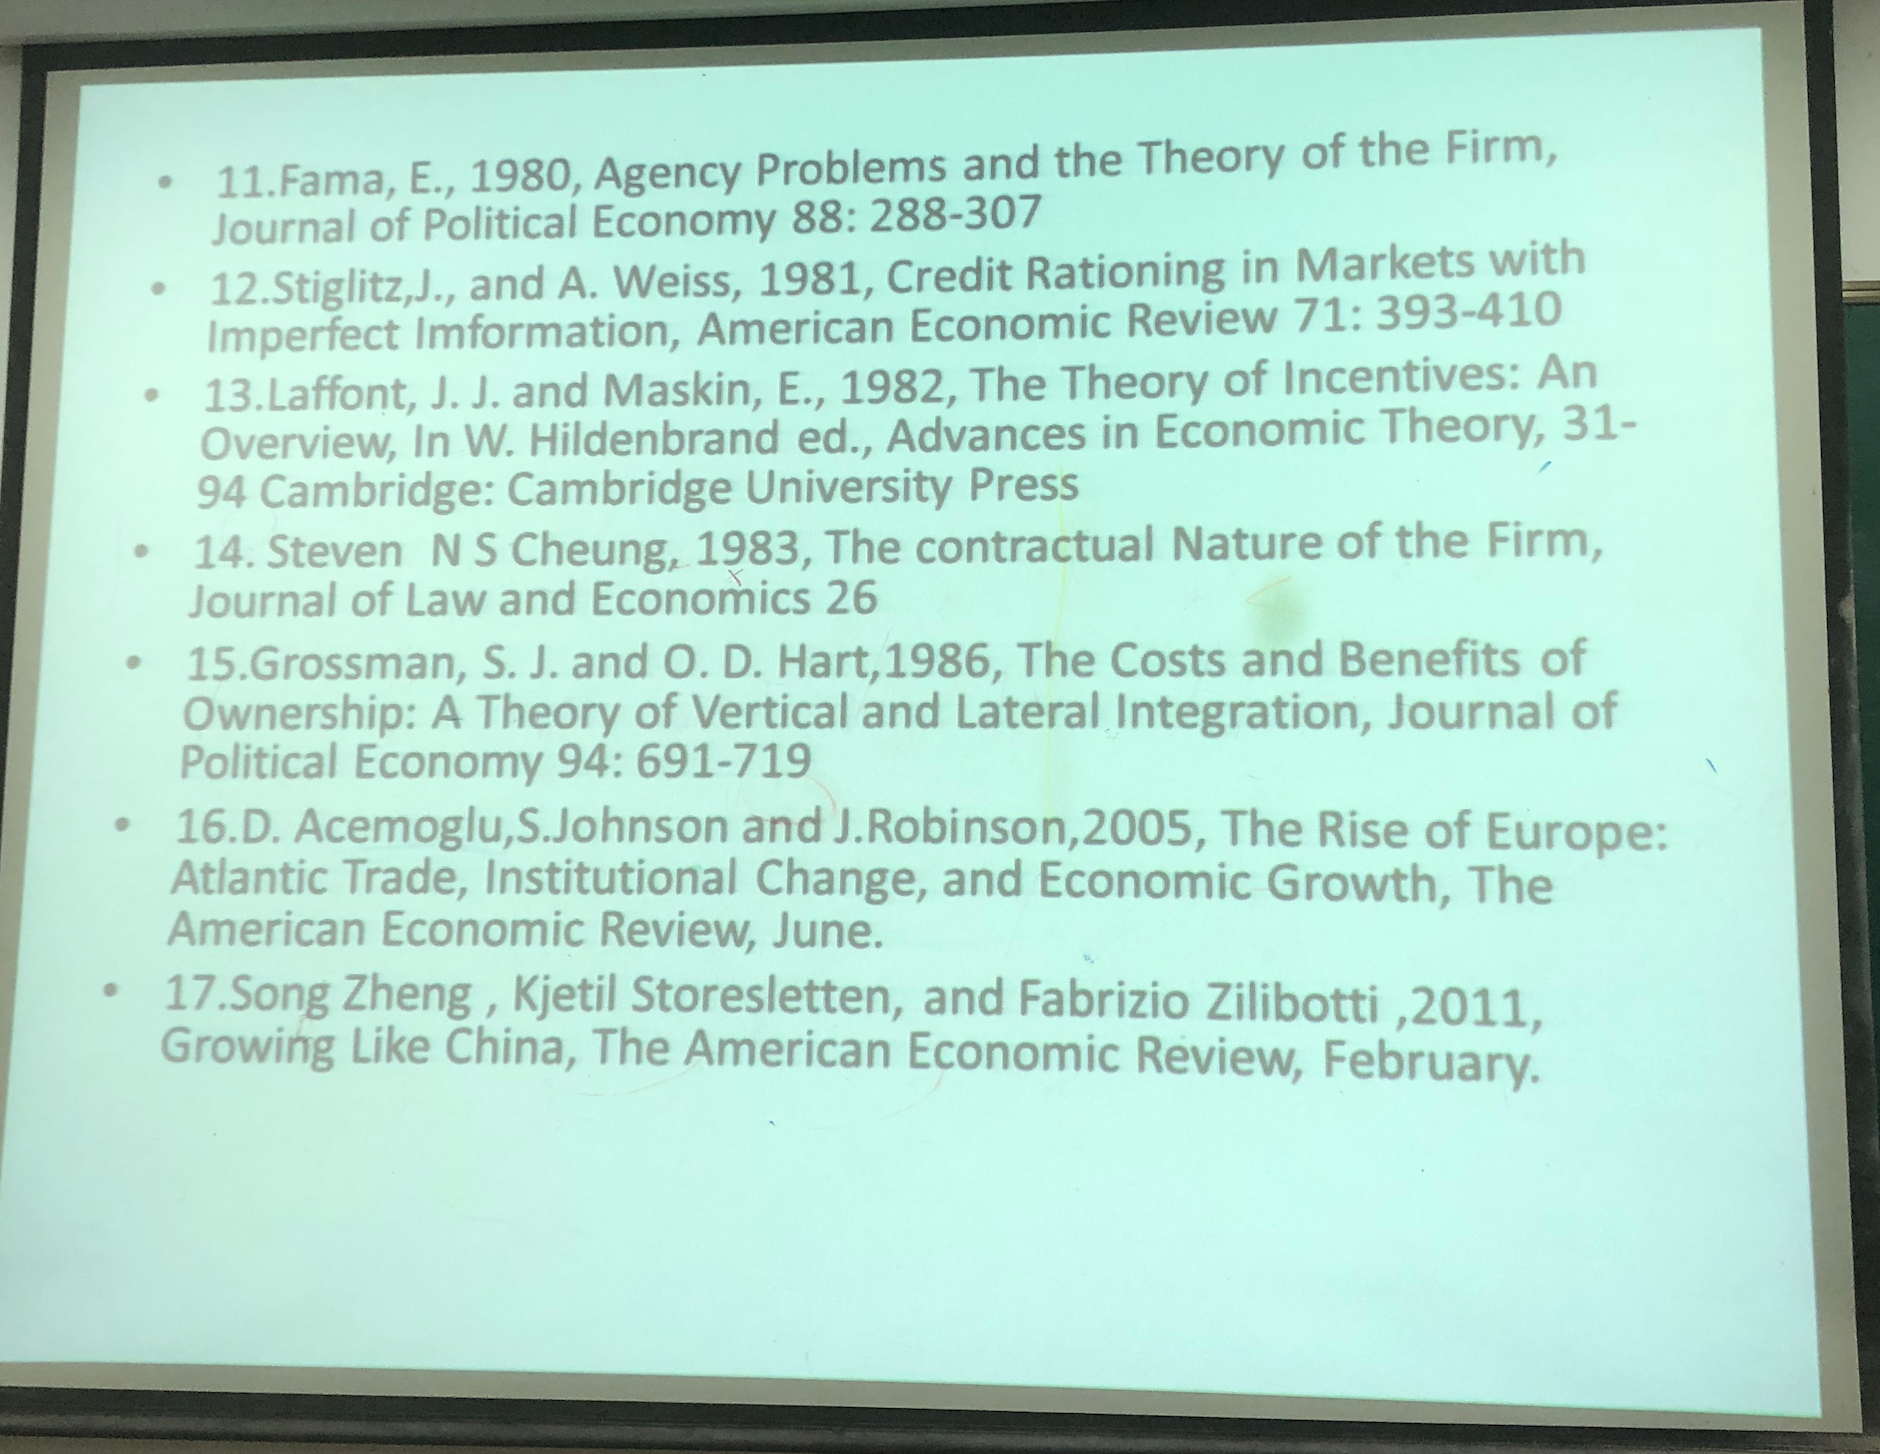 • 11.Fama, E., 1980, Agency Problems and the Theory of the Firm,
Journal of Political Economy 88: 288-307
• 12.Stiglitz,J., and A. Weiss, 1981, Credit Rationing in Markets with
Imperfect Imformation, American Economic Review 71: 393-410
• 13.Laffont, J. J. and Maskin, E., 1982, The Theory of Incentives: An
Overview, In W. Hildenbrand ed., Advances in Economic Theory, 31-
94 Cambridge: Cambridge University Press
• 14. Steven N S Cheung, 1983, The contractual Nature of the Firm,
Journal of Law and Economics 26
• 15.Grossman, S. J. and O. D. Hart,1986, The Costs and Benefits of
Ownership: A Theory of Vertical and Lateral Integration, Journal of
Political Economy 94: 691-719
• 16.D. Acemoglu,S.Johnson and J.Robinson,2005, The Rise of Europe:
Atlantic Trade, Institutional Change, and Economic Growth, The
American Economic Review, June.
• 17.Song Zheng , Kjetil Storesletten, and Fabrizio Zilibotti ,2011,
Growing Like China, The American Economic Review, February.